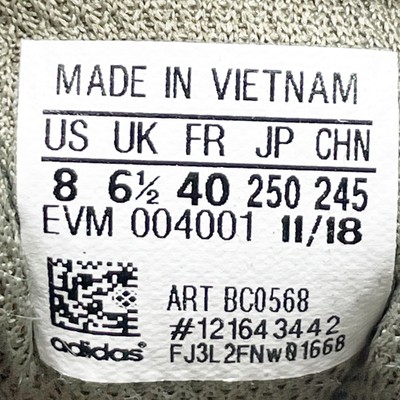 MADE IN VIETNAM
US UK FR JP CHN
8 6½ 40 250 245
EVM 004001 11/18
ART BC0568
#121643442
adidas FJ3L2FNW01668